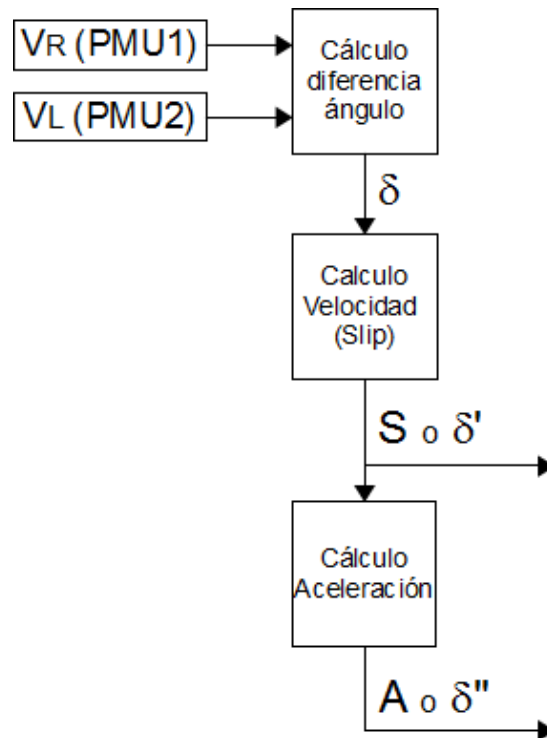 VR (PMU1)
VL (PMU2)
Cálculo
diferencia
ángulo
δ
Calculo
Velocidad
(Slip)
S o δ'
Cálculo
Aceleración
A o δ"